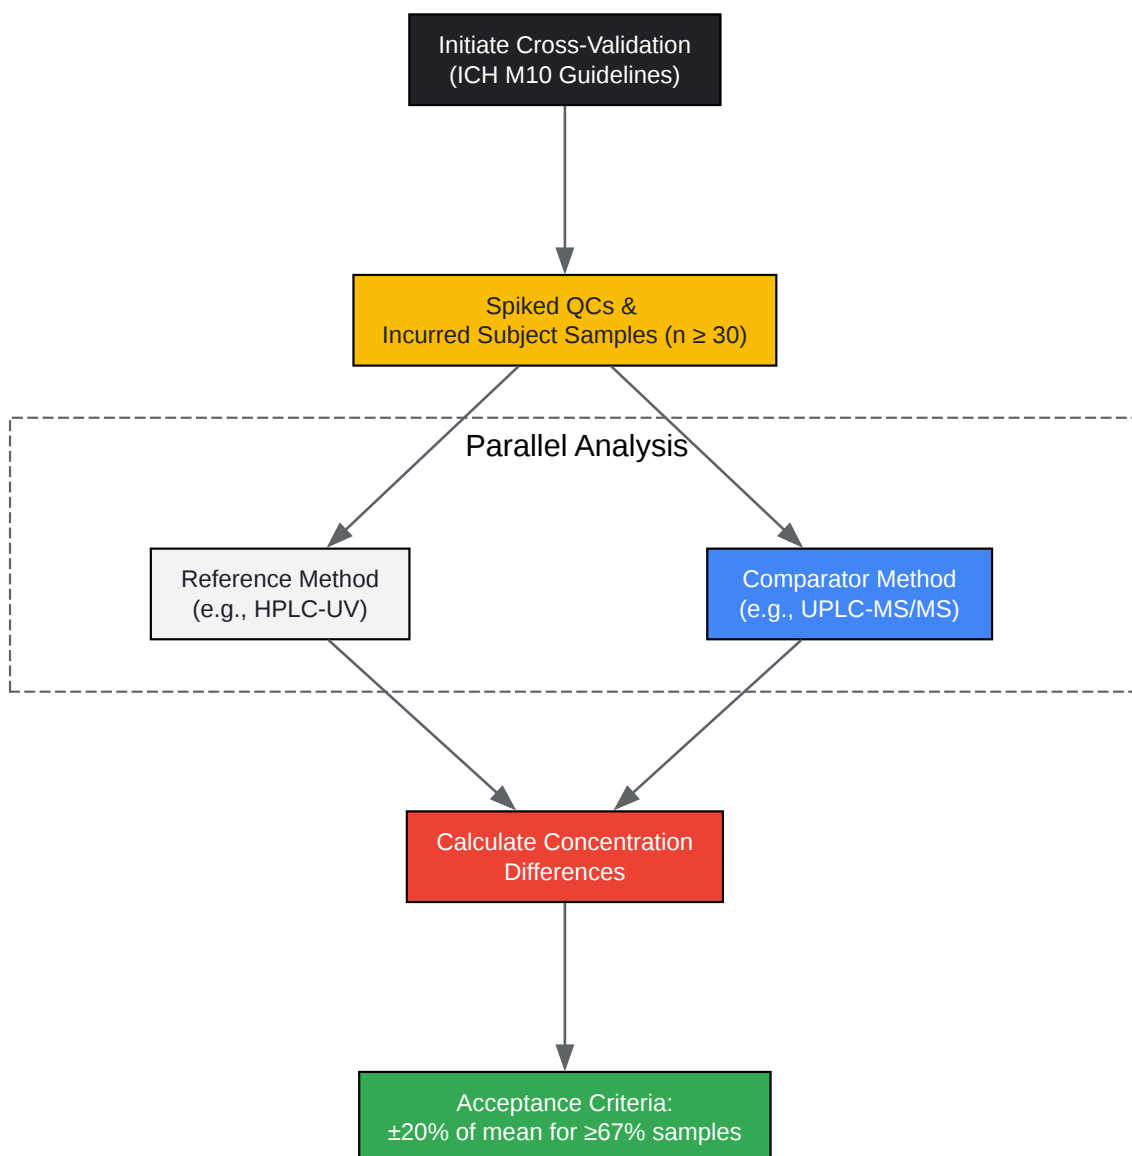 Initiate Cross-Validation
(ICH M10 Guidelines)
Spiked QCs &
Incurred Subject Samples (n ≥ 30)
Parallel Analysis
Reference Method
(e.g., HPLC-UV)
Comparator Method
(e.g., UPLC-MS/MS)
Calculate Concentration
Differences
Acceptance Criteria:
±20% of mean for ≥67% samples